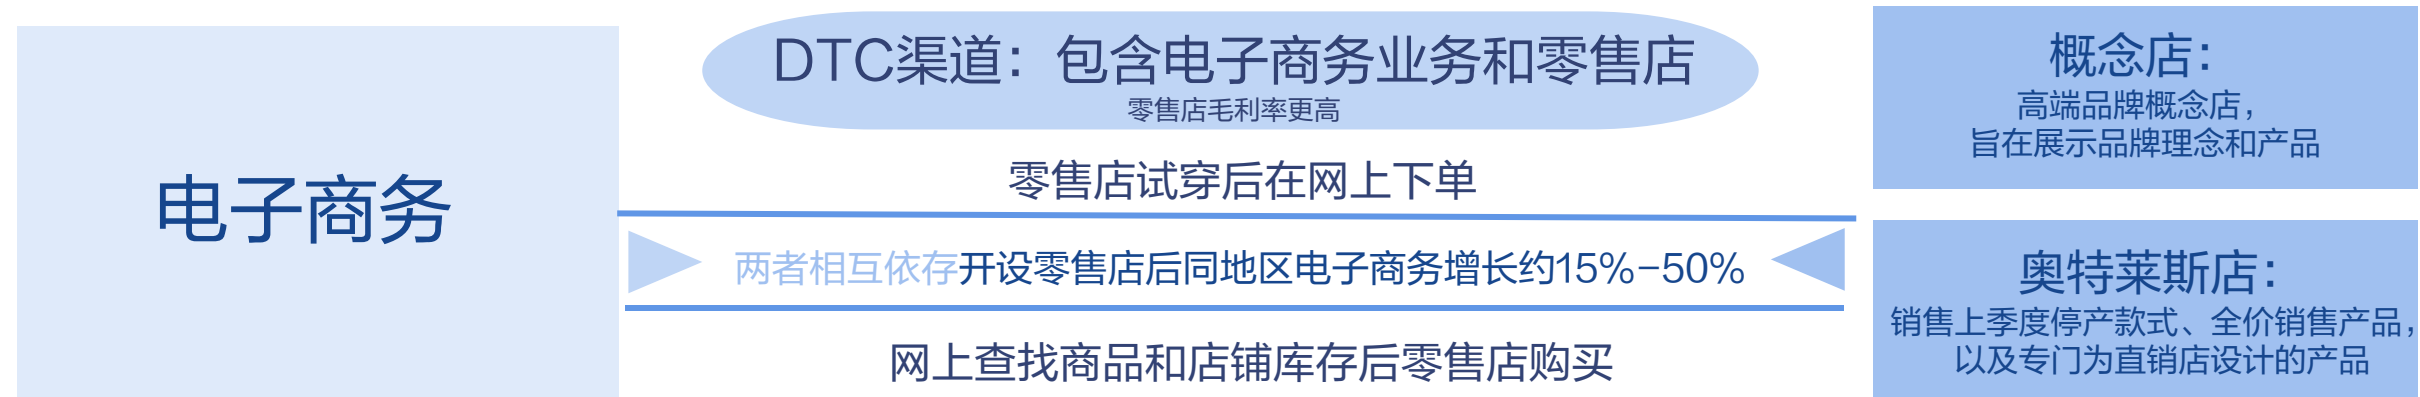 电子商务
DTC渠道：包含电子商务业务和零售店
零售店毛利率更高
零售店试穿后在网上下单
两者相互依存开设零售店后同地区电子商务增长约15%-50%
网上查找商品和店铺库存后零售店购买
概念店：
高端品牌概念店，
旨在展示品牌理念和产品
奥特莱斯店：
销售上季度停产款式、全价销售产品，
以及专门为直销店设计的产品